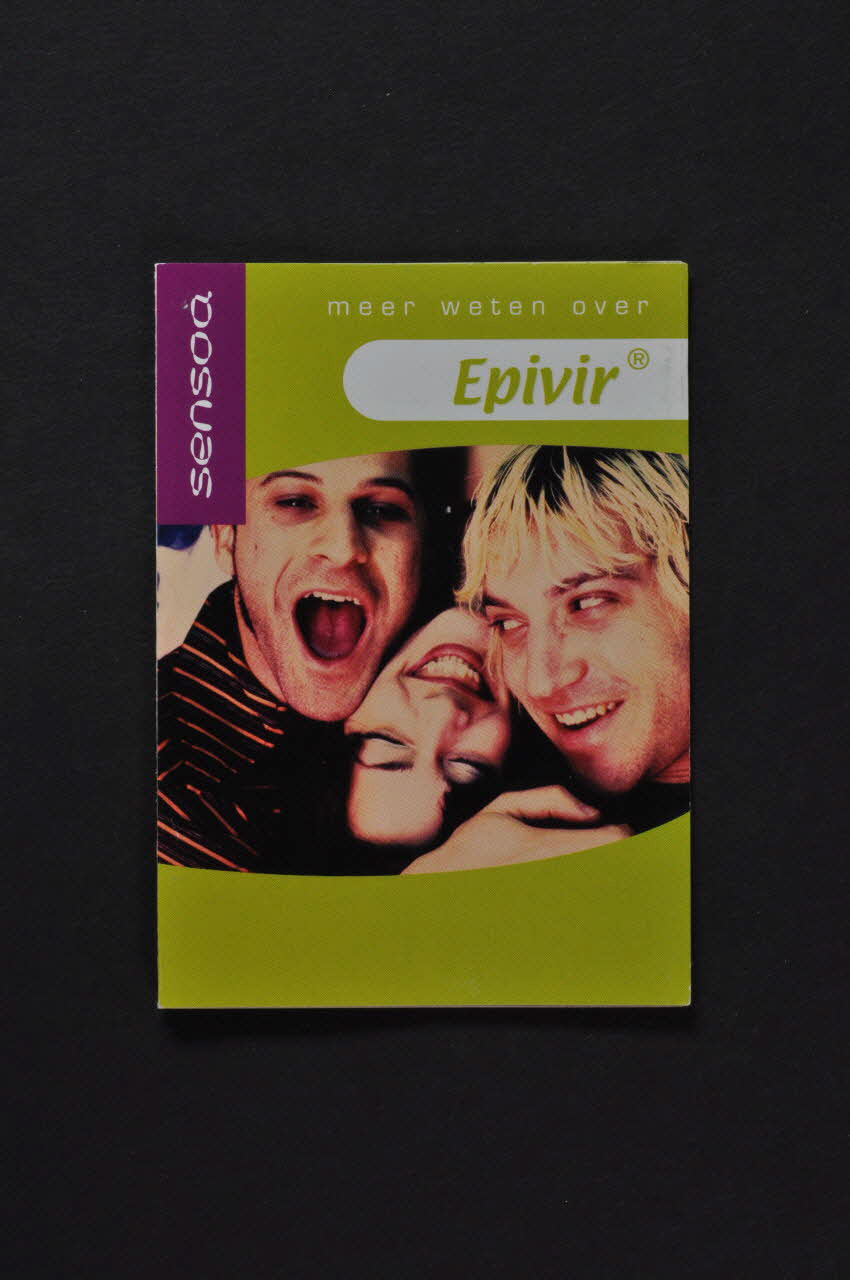 sensoa
meer weten over
Epivir®